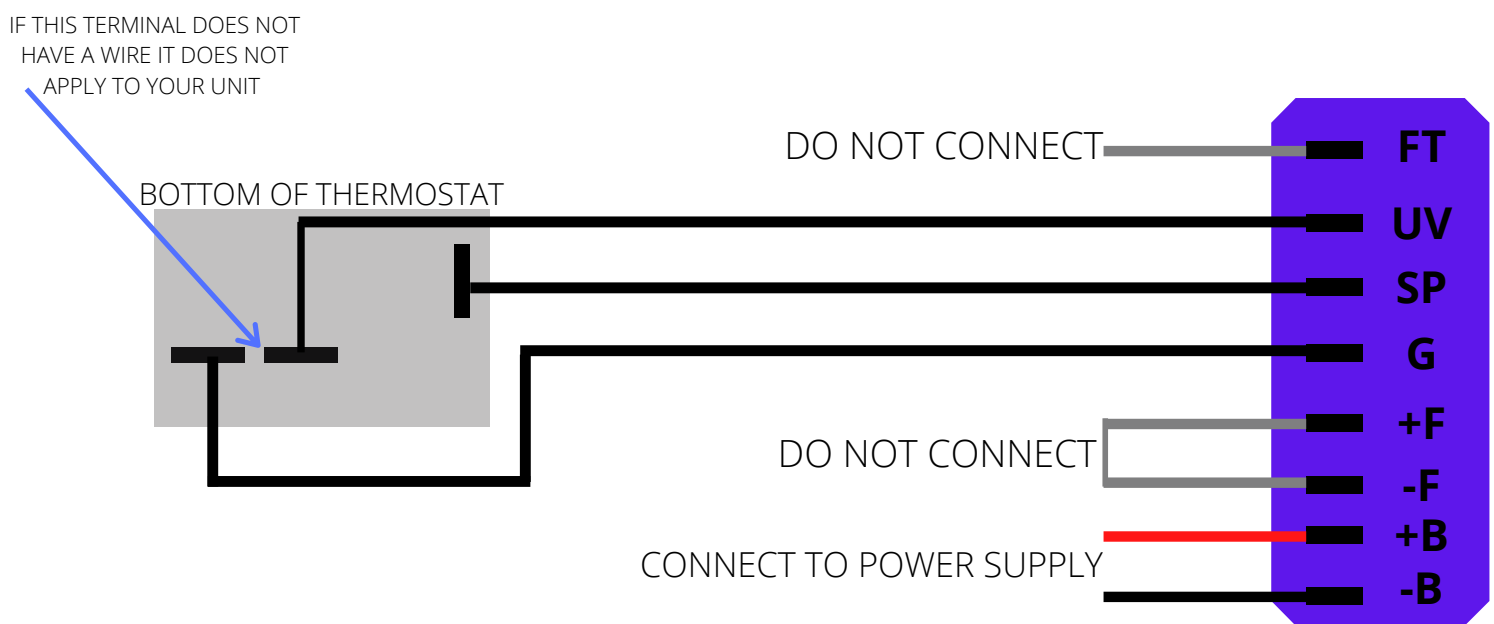 IF THIS TERMINAL DOES NOT
HAVE A WIRE IT DOES NOT
APPLY TO YOUR UNIT
DO NOT CONNECT
FT
BOTTOM OF THERMOSTAT
UV
SP
G
+F
DO NOT CONNECT
-F
+B
CONNECT TO POWER SUPPLY
-B